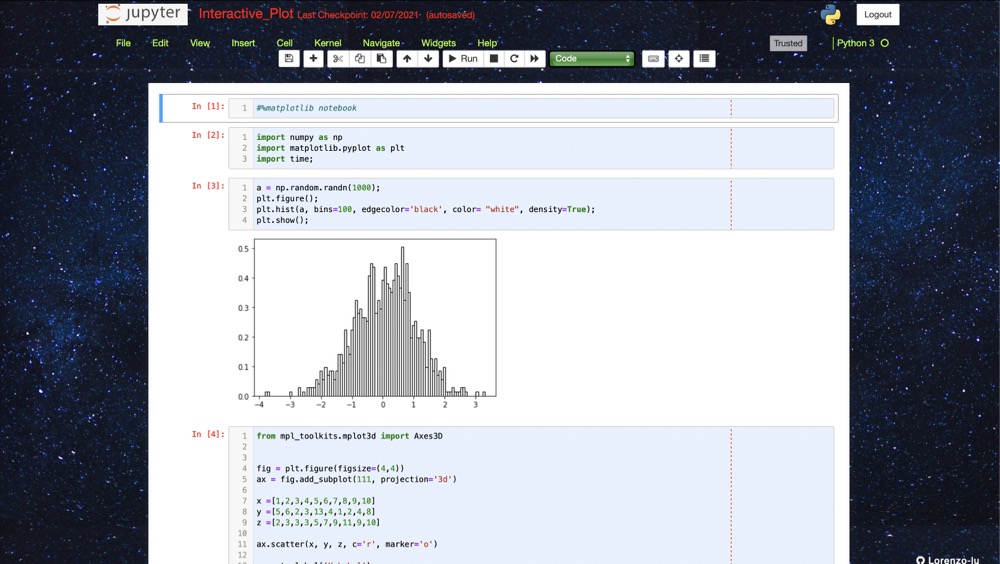 jupyter Interactive_Plot Last Checkpoint: 02/07/2021 (autosaved) Logout
File Edit View Insert Cell Kernel Navigate Widgets Help Trusted Python 3
Run Code
In [1]: 1 #%matplotlib notebook
In [2]: 1 import numpy as np
2 import matplotlib.pyplot as plt
3 import time;
In [3]: 1 a = np.random.randn(1000);
2 plt.figure();
3 plt.hist(a, bins=100, edgecolor='black', color= "white", density=True);
4 plt.show();
0.5
0.4
0.3
0.2
0.1
0.0
−4 −3 −2 −1 0 1 2 3
In [4]: 1 from mpl_toolkits.mplot3d import Axes3D
2
3
4 fig = plt.figure(figsize=(4,4))
5 ax = fig.add_subplot(111, projection='3d')
6
7 x =[1,2,3,4,5,6,7,8,9,10]
8 y =[5,6,2,3,13,4,1,2,4,8]
9 z =[2,3,3,3,5,7,9,11,9,10]
10
11 ax.scatter(x, y, z, c='r', marker='o')
12
Lorenzo-lu